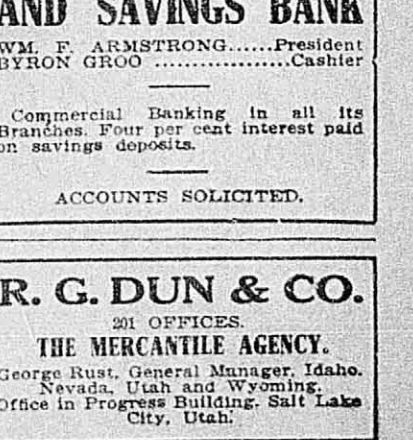 AND SAVINGS BANK
WM. F. ARMSTRONG......President
BYRON GROO ..................Cashier
Commercial Banking in all its
Branches. Four per cent interest paid
on savings deposits.
ACCOUNTS SOLICITED.
R. G. DUN & CO.
201 OFFICES.
THE MERCANTILE AGENCY.
George Rust, General Manager, Idaho.
Nevada, Utah and Wyoming.
Office in Progress Building, Salt Lake
City, Utah.